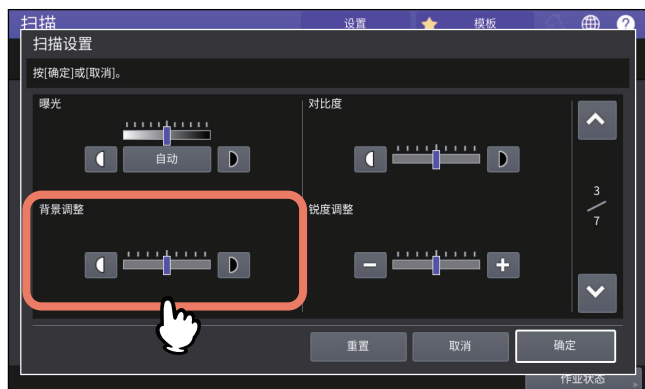 扫描
设置
模板
扫描设置
按[确定]或[取消]。
曝光
对比度
自动
背景调整
锐度调整
3
7
重置
取消
确定
作业状态